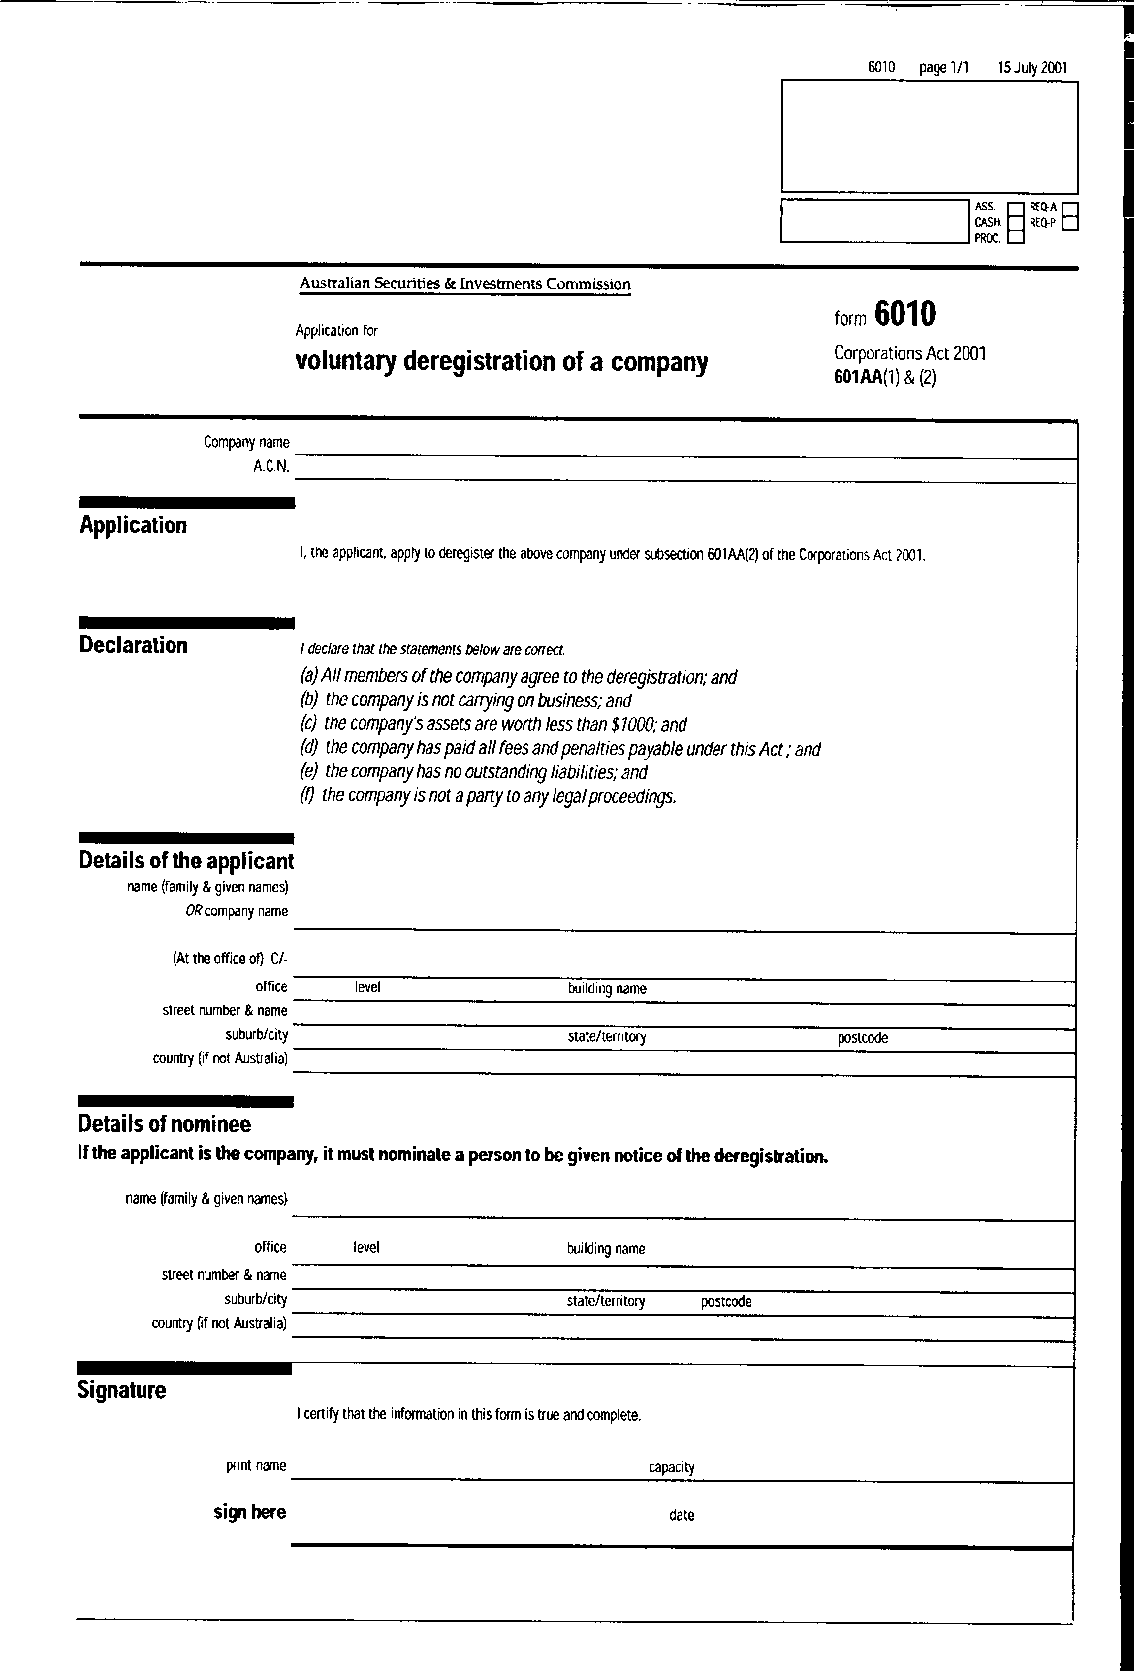 6010 page 1/1 15 July 2001
ASS. REQ-A
CASH. REQ-P
PROC.
Australian Securities & Investments Commission
form 6010
Application for
voluntary deregistration of a company
Corporations Act 2001
601AA(1) & (2)
Company name
A.C.N.
Application
I, the applicant, apply to deregister the above company under subsection 601AA(2) of the Corporations Act 2001.
Declaration
I declare that the statements below are correct.
(a) All members of the company agree to the deregistration; and
(b) the company is not carrying on business; and
(c) the company's assets are worth less than $1000; and
(d) the company has paid all fees and penalties payable under this Act ; and
(e) the company has no outstanding liabilities; and
(f) the company is not a party to any legal proceedings.
Details of the applicant
name (family & given names)
OR company name
(At the office of) C/-
office level building name
street number & name
suburb/city state/territory postcode
country (if not Australia)
Details of nominee
If the applicant is the company, it must nominate a person to be given notice of the deregistration.
name (family & given names)
office level building name
street number & name
suburb/city state/territory postcode
country (if not Australia)
Signature
I certify that the information in this form is true and complete.
print name capacity
sign here date